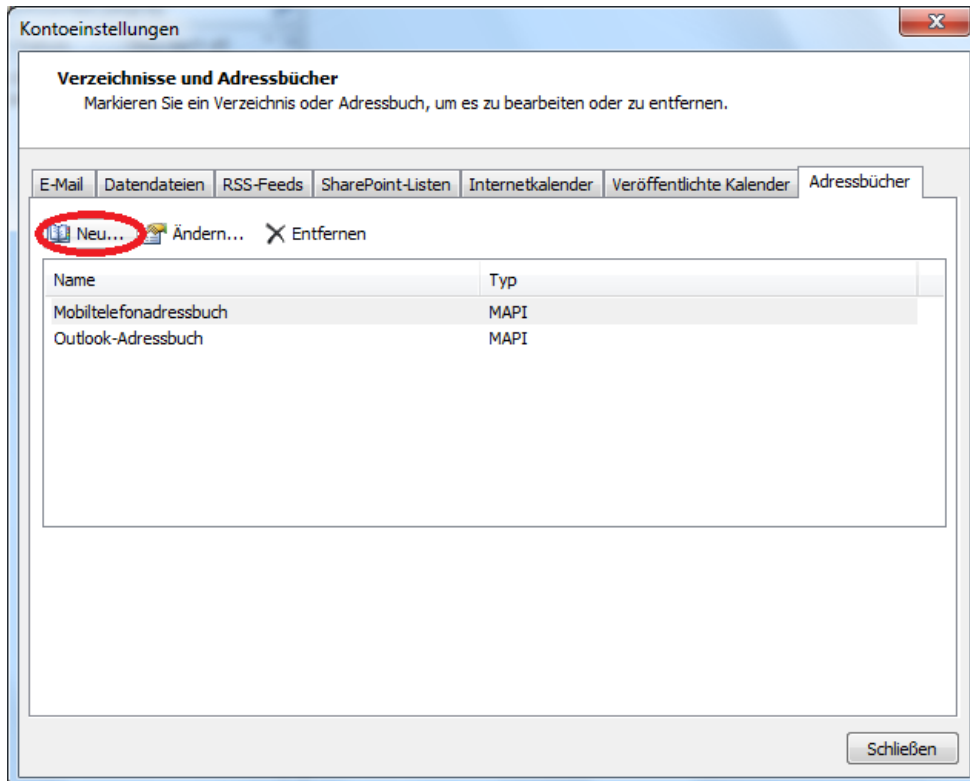 Kontoeinstellungen
Verzeichnisse und Adressbücher
Markieren Sie ein Verzeichnis oder Adressbuch, um es zu bearbeiten oder zu entfernen.
E-Mail Datendateien RSS-Feeds SharePoint-Listen Internetkalender Veröffentlichte Kalender Adressbücher
Neu... Ändern... Entfernen
Name Typ
Mobiltelefonadressbuch MAPI
Outlook-Adressbuch MAPI
Schließen